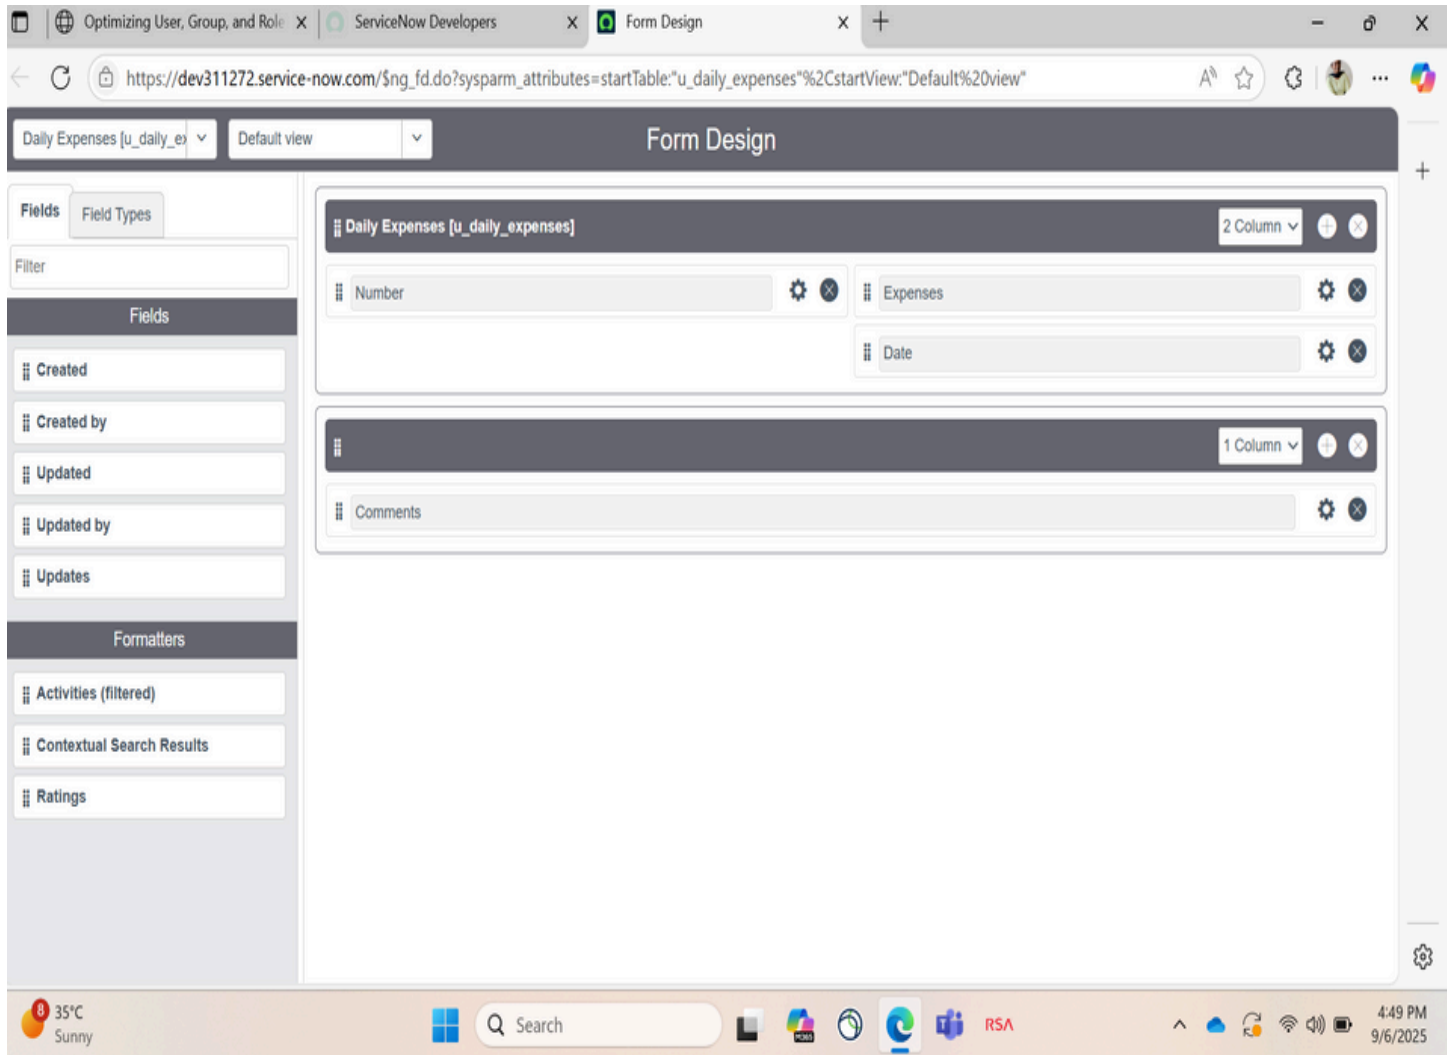 Optimizing User, Group, and Role
ServiceNow Developers
Form Design
https://dev311272.service-now.com/$ng_fd.do?sysparm_attributes=startTable:"u_daily_expenses"%2CstartView:"Default%20view"
Daily Expenses [u_daily_ex
Default view
Form Design
Fields
Field Types
Filter
Fields
Created
Created by
Updated
Updated by
Updates
Formatters
Activities (filtered)
Contextual Search Results
Ratings
Daily Expenses [u_daily_expenses]
2 Column
Number
Expenses
Date
1 Column
Comments
8
35°C
Sunny
Search
M365
RSA
4:49 PM
9/6/2025